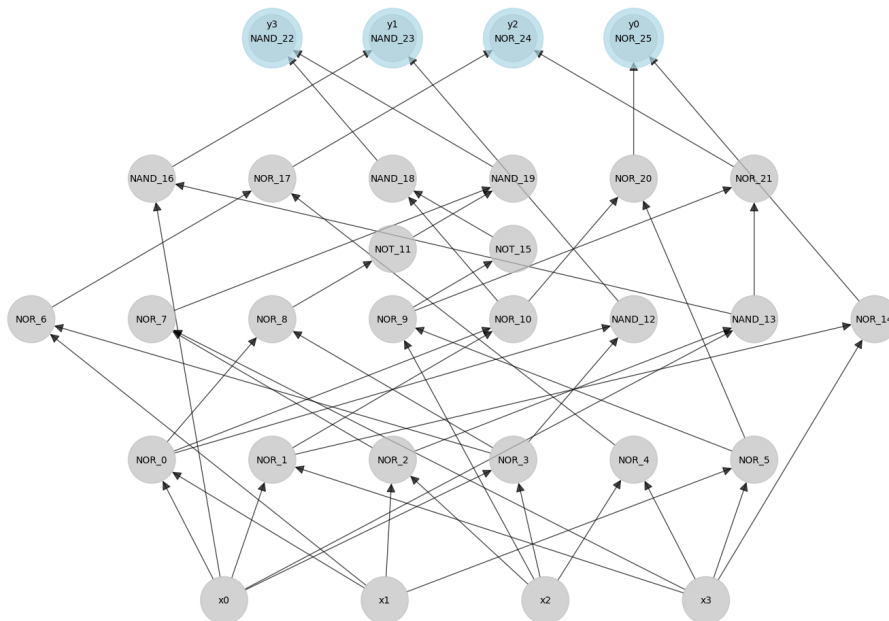 y3
NAND_22
y1
NAND_23
y2
NOR_24
y0
NOR_25
NAND_16
NOR_17
NAND_18
NAND_19
NOR_20
NOR_21
NOT_11
NOT_15
NOR_6
NOR_7
NOR_8
NOR_9
NOR_10
NAND_12
NAND_13
NOR_14
NOR_0
NOR_1
NOR_2
NOR_3
NOR_4
NOR_5
x0
x1
x2
x3